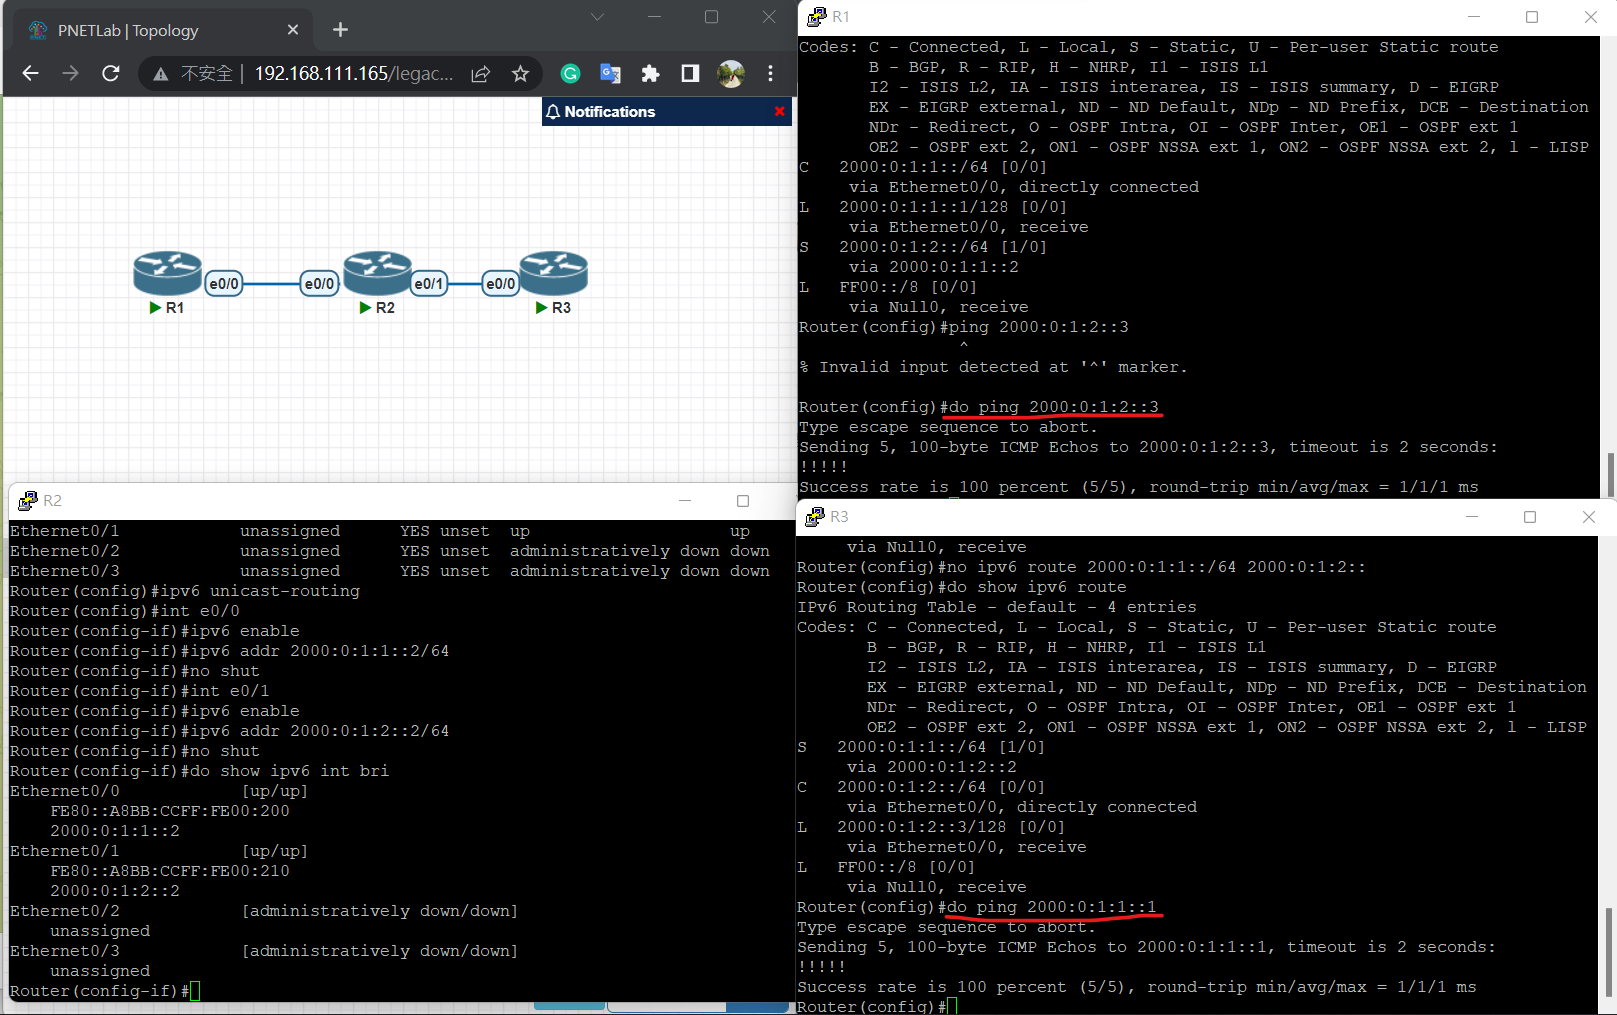 PNETLab | Topology
不安全 | 192.168.111.165/legac...
Notifications
e0/0 e0/0 e0/1 e0/0
R1 R2 R3
R1
Codes: C - Connected, L - Local, S - Static, U - Per-user Static route
B - BGP, R - RIP, H - NHRP, I1 - ISIS L1
I2 - ISIS L2, IA - ISIS interarea, IS - ISIS summary, D - EIGRP
EX - EIGRP external, ND - ND Default, NDp - ND Prefix, DCE - Destination
NDr - Redirect, O - OSPF Intra, OI - OSPF Inter, OE1 - OSPF ext 1
OE2 - OSPF ext 2, ON1 - OSPF NSSA ext 1, ON2 - OSPF NSSA ext 2, l - LISP
C 2000:0:1:1::/64 [0/0]
via Ethernet0/0, directly connected
L 2000:0:1:1::1/128 [0/0]
via Ethernet0/0, receive
S 2000:0:1:2::/64 [1/0]
via 2000:0:1:1::2
L FF00::/8 [0/0]
via Null0, receive
Router(config)#ping 2000:0:1:2::3
^
% Invalid input detected at '^' marker.
Router(config)#do ping 2000:0:1:2::3
Type escape sequence to abort.
Sending 5, 100-byte ICMP Echos to 2000:0:1:2::3, timeout is 2 seconds:
!!!!!
Success rate is 100 percent (5/5), round-trip min/avg/max = 1/1/1 ms
R2
Ethernet0/1 unassigned YES unset up up
Ethernet0/2 unassigned YES unset administratively down down
Ethernet0/3 unassigned YES unset administratively down down
Router(config)#ipv6 unicast-routing
Router(config)#int e0/0
Router(config-if)#ipv6 enable
Router(config-if)#ipv6 addr 2000:0:1:1::2/64
Router(config-if)#no shut
Router(config-if)#int e0/1
Router(config-if)#ipv6 enable
Router(config-if)#ipv6 addr 2000:0:1:2::2/64
Router(config-if)#no shut
Router(config-if)#do show ipv6 int bri
Ethernet0/0 [up/up]
FE80::A8BB:CCFF:FE00:200
2000:0:1:1::2
Ethernet0/1 [up/up]
FE80::A8BB:CCFF:FE00:210
2000:0:1:2::2
Ethernet0/2 [administratively down/down]
unassigned
Ethernet0/3 [administratively down/down]
unassigned
Router(config-if)#
R3
via Null0, receive
Router(config)#no ipv6 route 2000:0:1:1::/64 2000:0:1:2::
Router(config)#do show ipv6 route
IPv6 Routing Table - default - 4 entries
Codes: C - Connected, L - Local, S - Static, U - Per-user Static route
B - BGP, R - RIP, H - NHRP, I1 - ISIS L1
I2 - ISIS L2, IA - ISIS interarea, IS - ISIS summary, D - EIGRP
EX - EIGRP external, ND - ND Default, NDp - ND Prefix, DCE - Destination
NDr - Redirect, O - OSPF Intra, OI - OSPF Inter, OE1 - OSPF ext 1
OE2 - OSPF ext 2, ON1 - OSPF NSSA ext 1, ON2 - OSPF NSSA ext 2, l - LISP
S 2000:0:1:1::/64 [1/0]
via 2000:0:1:2::2
C 2000:0:1:2::/64 [0/0]
via Ethernet0/0, directly connected
L 2000:0:1:2::3/128 [0/0]
via Ethernet0/0, receive
L FF00::/8 [0/0]
via Null0, receive
Router(config)#do ping 2000:0:1:1::1
Type escape sequence to abort.
Sending 5, 100-byte ICMP Echos to 2000:0:1:1::1, timeout is 2 seconds:
!!!!!
Success rate is 100 percent (5/5), round-trip min/avg/max = 1/1/1 ms
Router(config)#